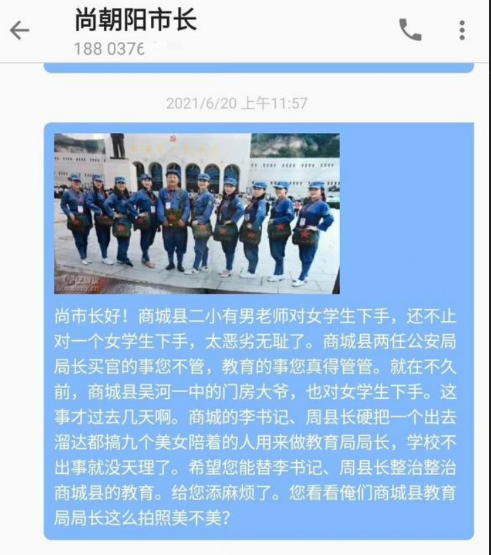 尚朝阳市长
188 0376
2021/6/20 上午11:57
尚市长好！商城县二小有男老师对女学生下手，还不止
对一个女学生下手，太恶劣无耻了。商城县两任公安局
局长买官的事您不管，教育的事您真得管管。就在不久
前，商城县吴河一中的门房大爷，也对女学生下手。这
事才过去几天啊。商城的李书记、周县长硬把一个出去
溜达都搞九个美女陪着的人用来做教育局局长，学校不
出事就没天理了。希望您能替李书记、周县长整治整治
商城县的教育。给您添麻烦了。您看看俺们商城县教育
局局长这么拍照美不美？